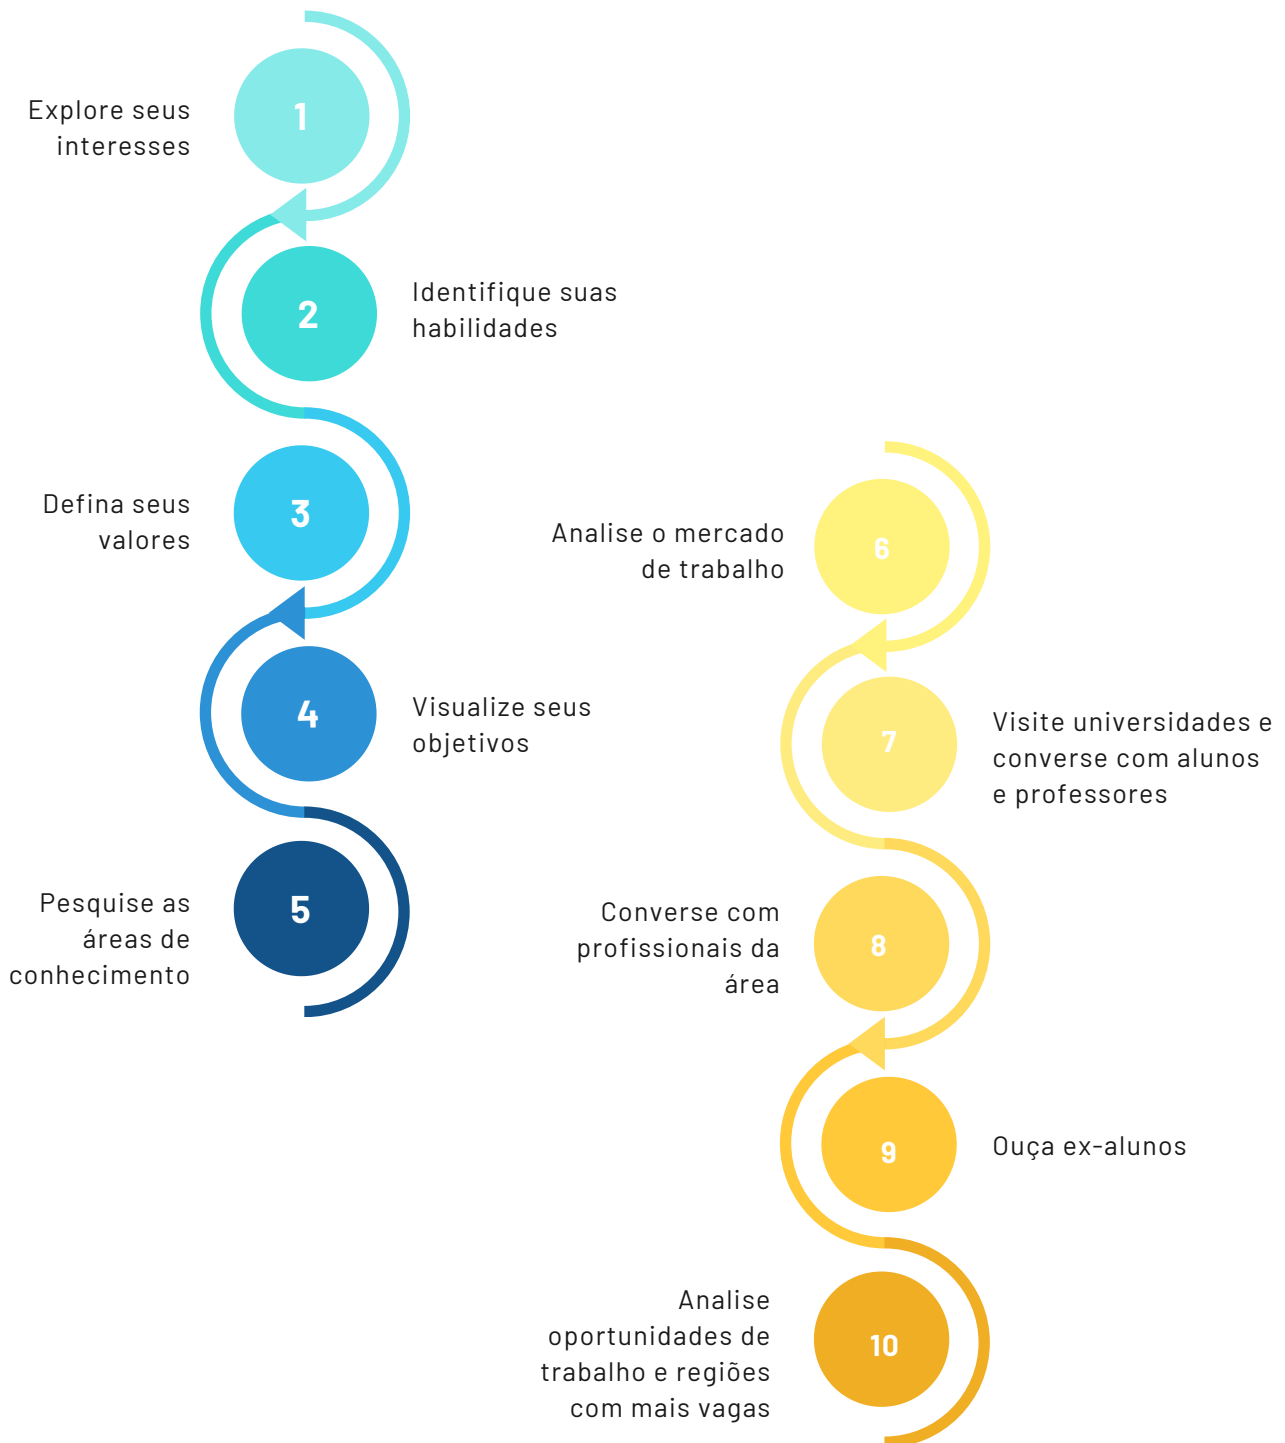 1
Explore seus
interesses
2
Identifique suas
habilidades
3
Defina seus
valores
4
Visualize seus
objetivos
5
Pesquise as
áreas de
conhecimento
6
Analise o mercado
de trabalho
7
Visite universidades e
converse com alunos
e professores
8
Converse com
profissionais da
área
9
Ouça ex-alunos
10
Analise
oportunidades de
trabalho e regiões
com mais vagas